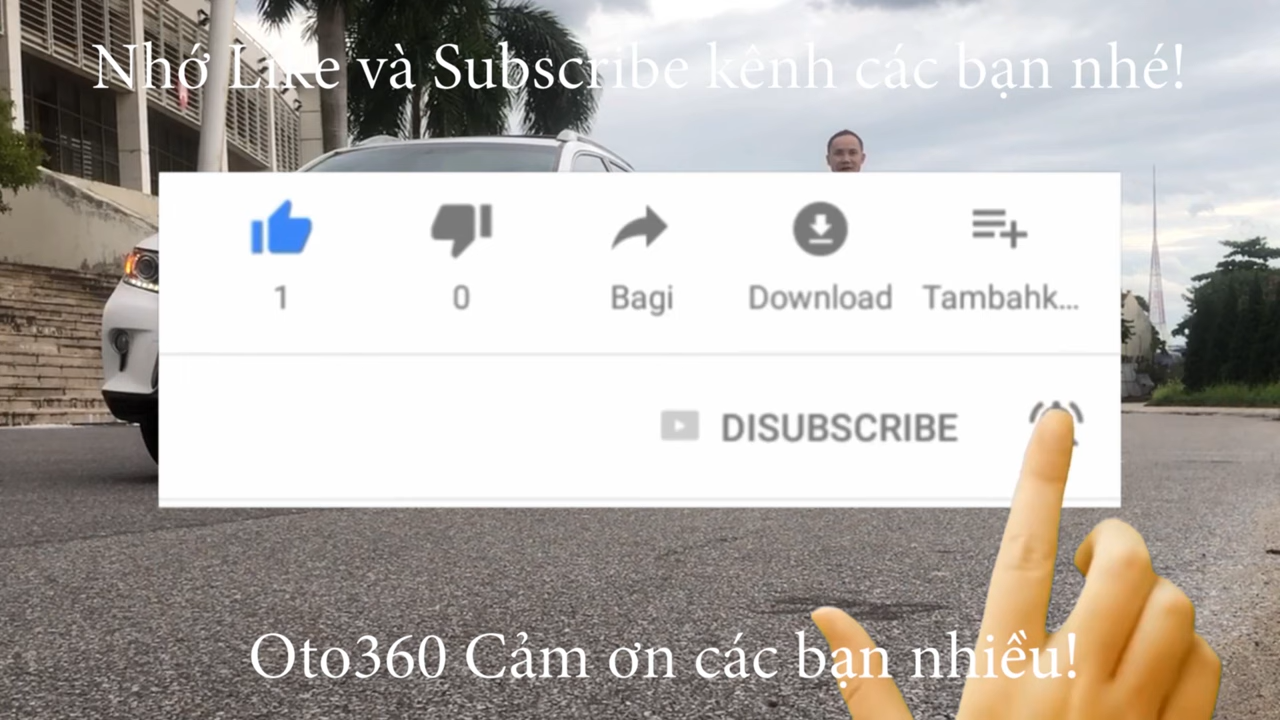 Nhớ Like và Subscribe kênh các bạn nhé!
1 0 Bagi Download Tambahk...
DISUBSCRIBE
Oto360 Cảm ơn các bạn nhiều!